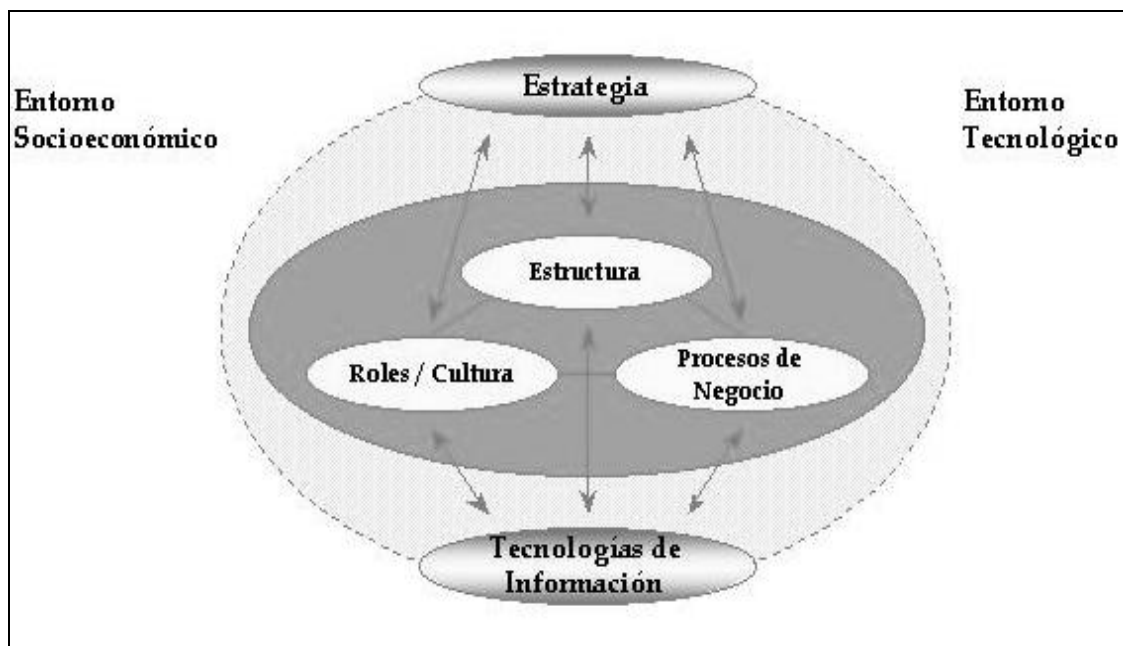 Estrategia
Entorno
Socioeconómico
Entorno
Tecnológico
Estructura
Roles / Cultura
Procesos de
Negocio
Tecnologías de
Información